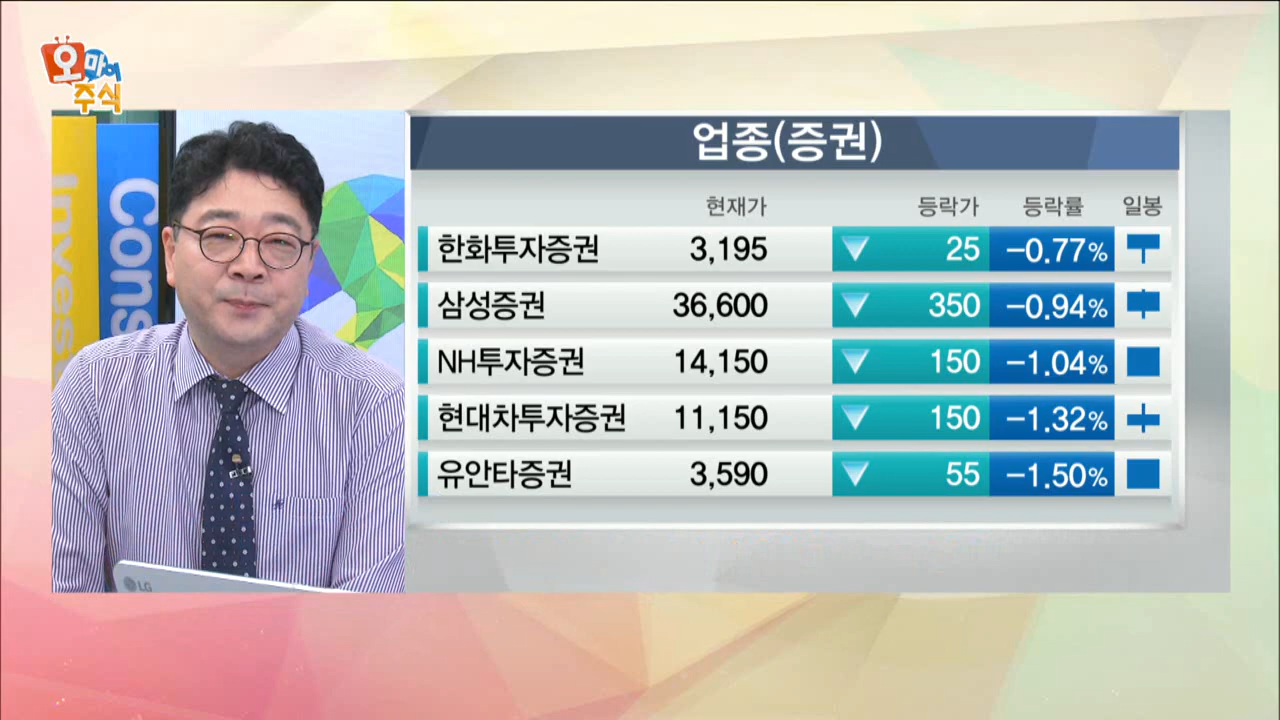 오마이
주식
Inves
Cons
LG
업종(증권)
현재가 등락가 등락률 일봉
한화투자증권 3,195 ▼ 25 -0.77%
삼성증권 36,600 ▼ 350 -0.94%
NH투자증권 14,150 ▼ 150 -1.04%
현대차투자증권 11,150 ▼ 150 -1.32%
유안타증권 3,590 ▼ 55 -1.50%